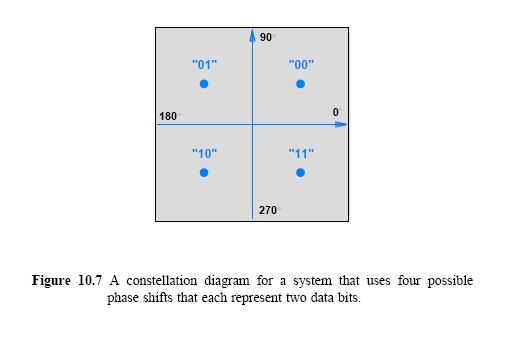 90°
"01" "00"
180° 0°
"10" "11"
270°
Figure 10.7 A constellation diagram for a system that uses four possible
phase shifts that each represent two data bits.